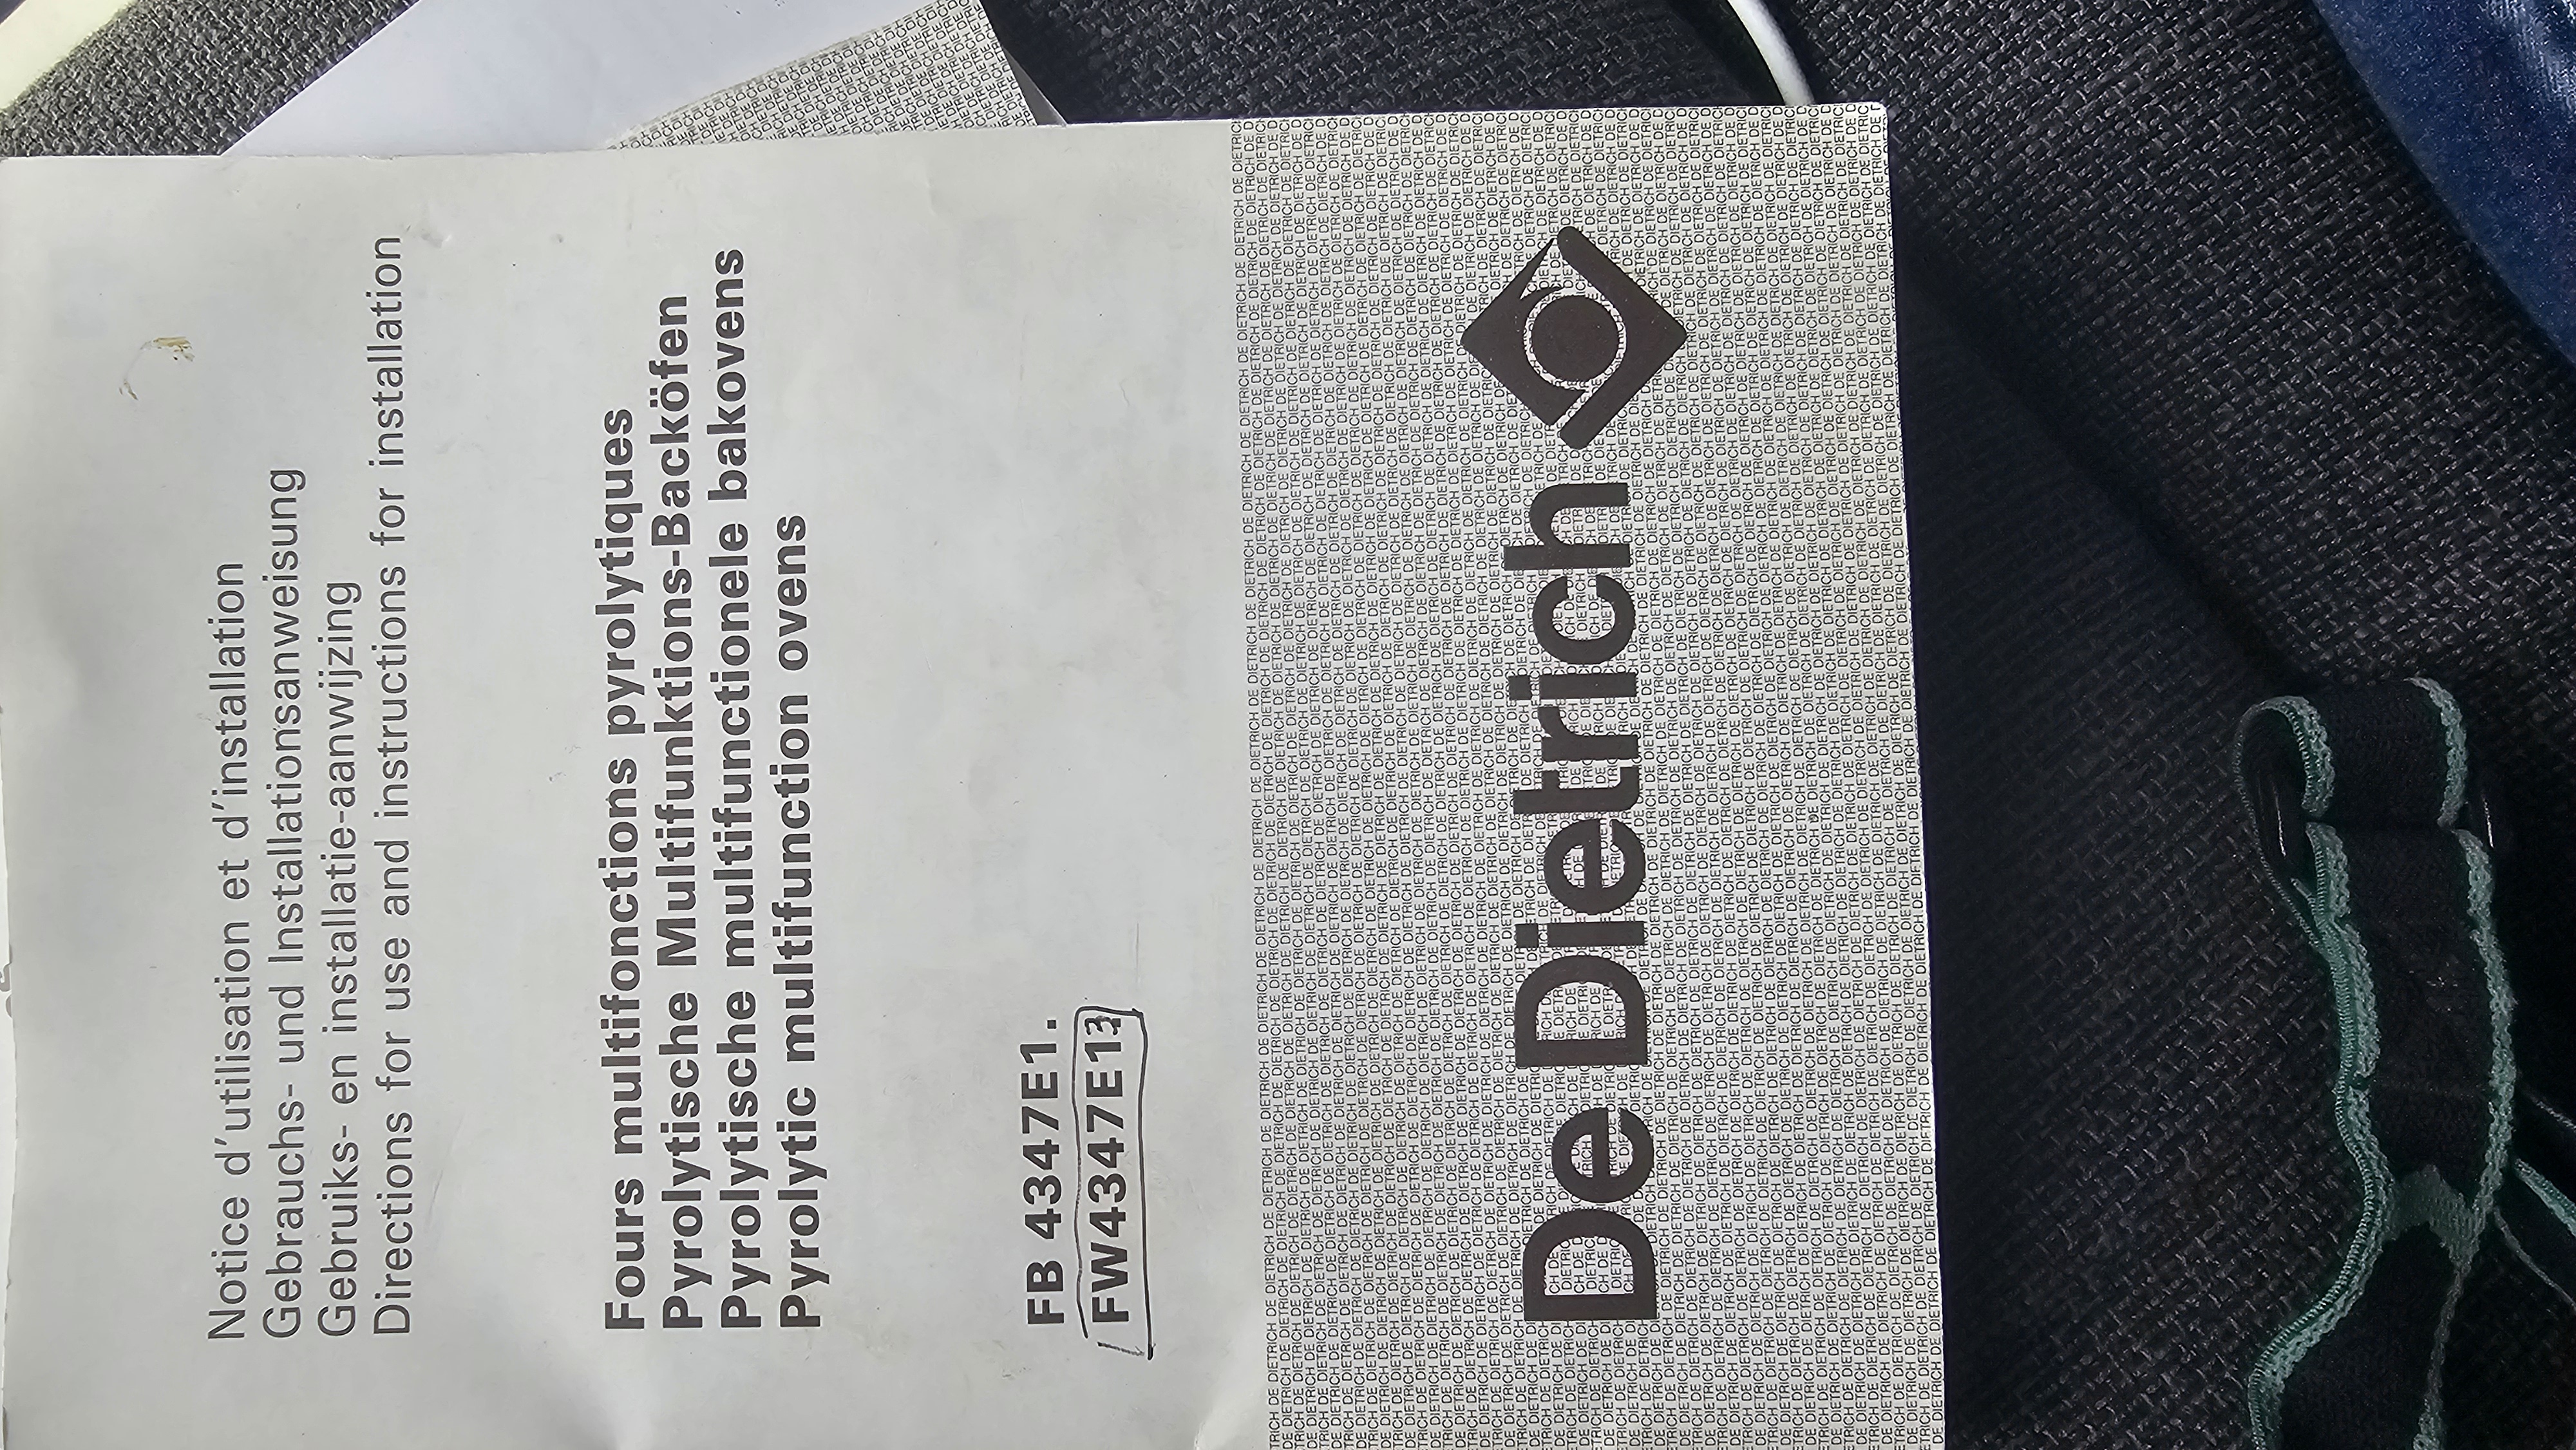 Notice d'utilisation et d'installation
Gebrauchs- und Installationsanweisung
Gebruiks- en installatie-aanwijzing
Directions for use and instructions for installation
Fours multifonctions pyrolytiques
Pyrolytische Multifunktions-Backöfen
Pyrolytische multifunctionele bakovens
Pyrolytic multifunction ovens
FB 4347E1.
FW4347E13
De Dietrich